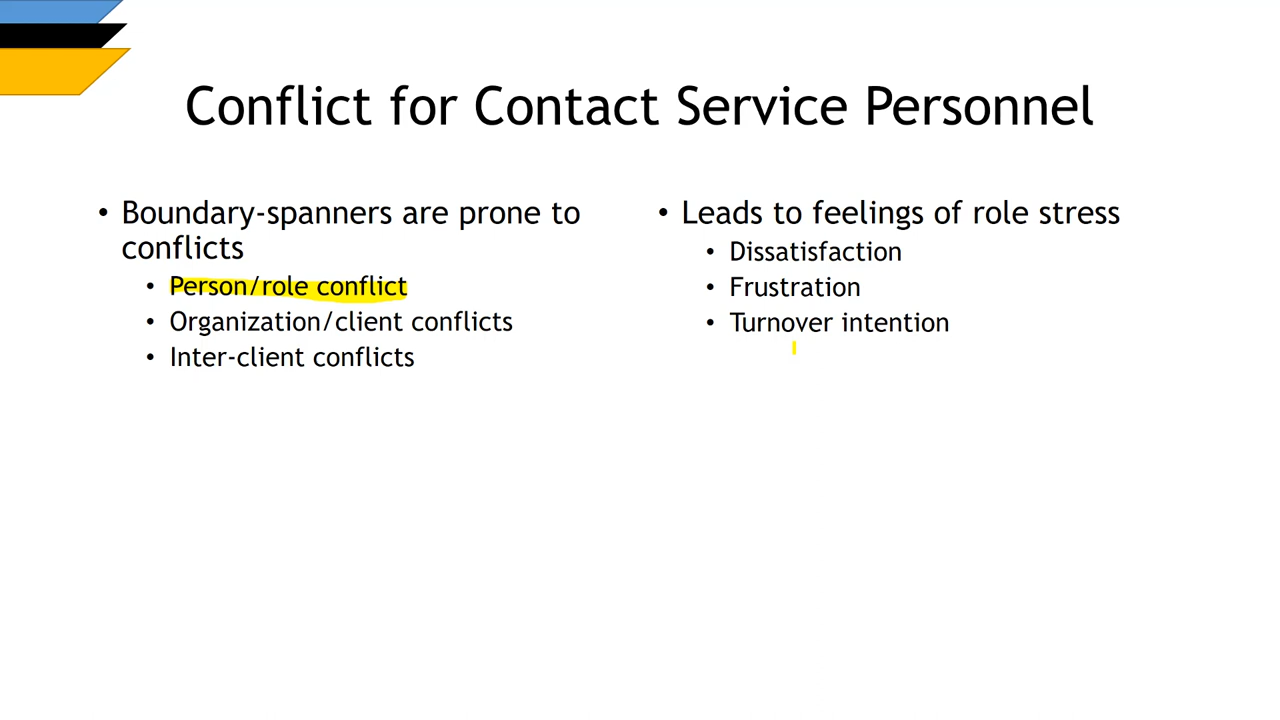 Conflict for Contact Service Personnel
• Boundary-spanners are prone to
conflicts
• Person/role conflict
• Organization/client conflicts
• Inter-client conflicts
• Leads to feelings of role stress
• Dissatisfaction
• Frustration
• Turnover intention